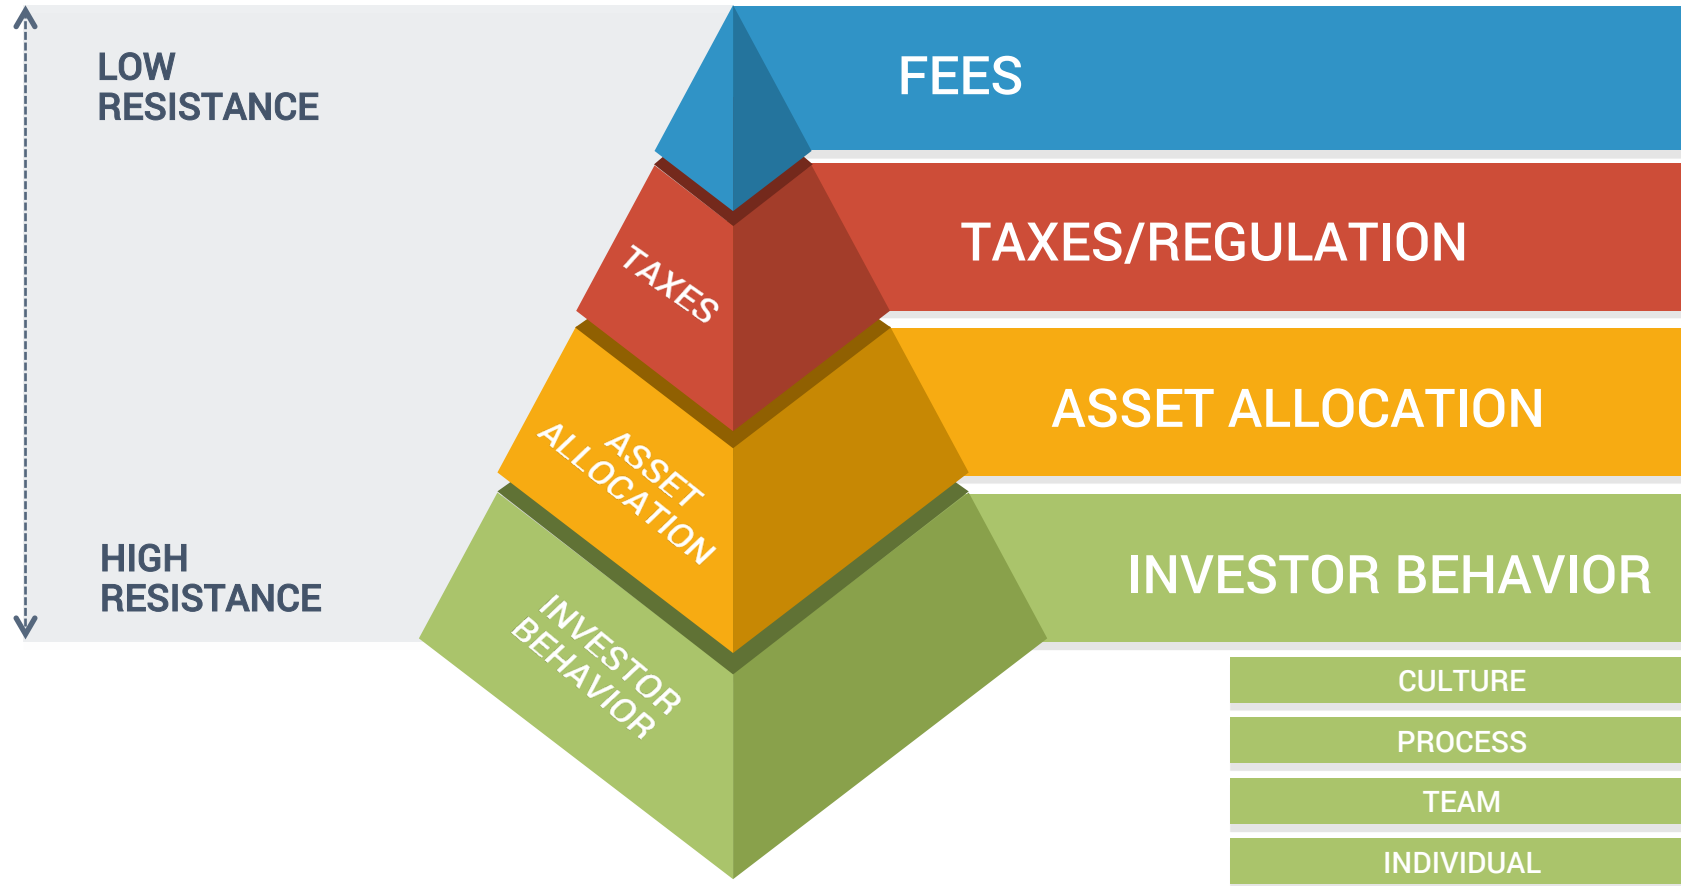 LOW
RESISTANCE
FEES
TAXES/REGULATION
TAXES
ASSET ALLOCATION
ASSET
ALLOCATION
HIGH
RESISTANCE
INVESTOR BEHAVIOR
INVESTOR
BEHAVIOR
CULTURE
PROCESS
TEAM
INDIVIDUAL